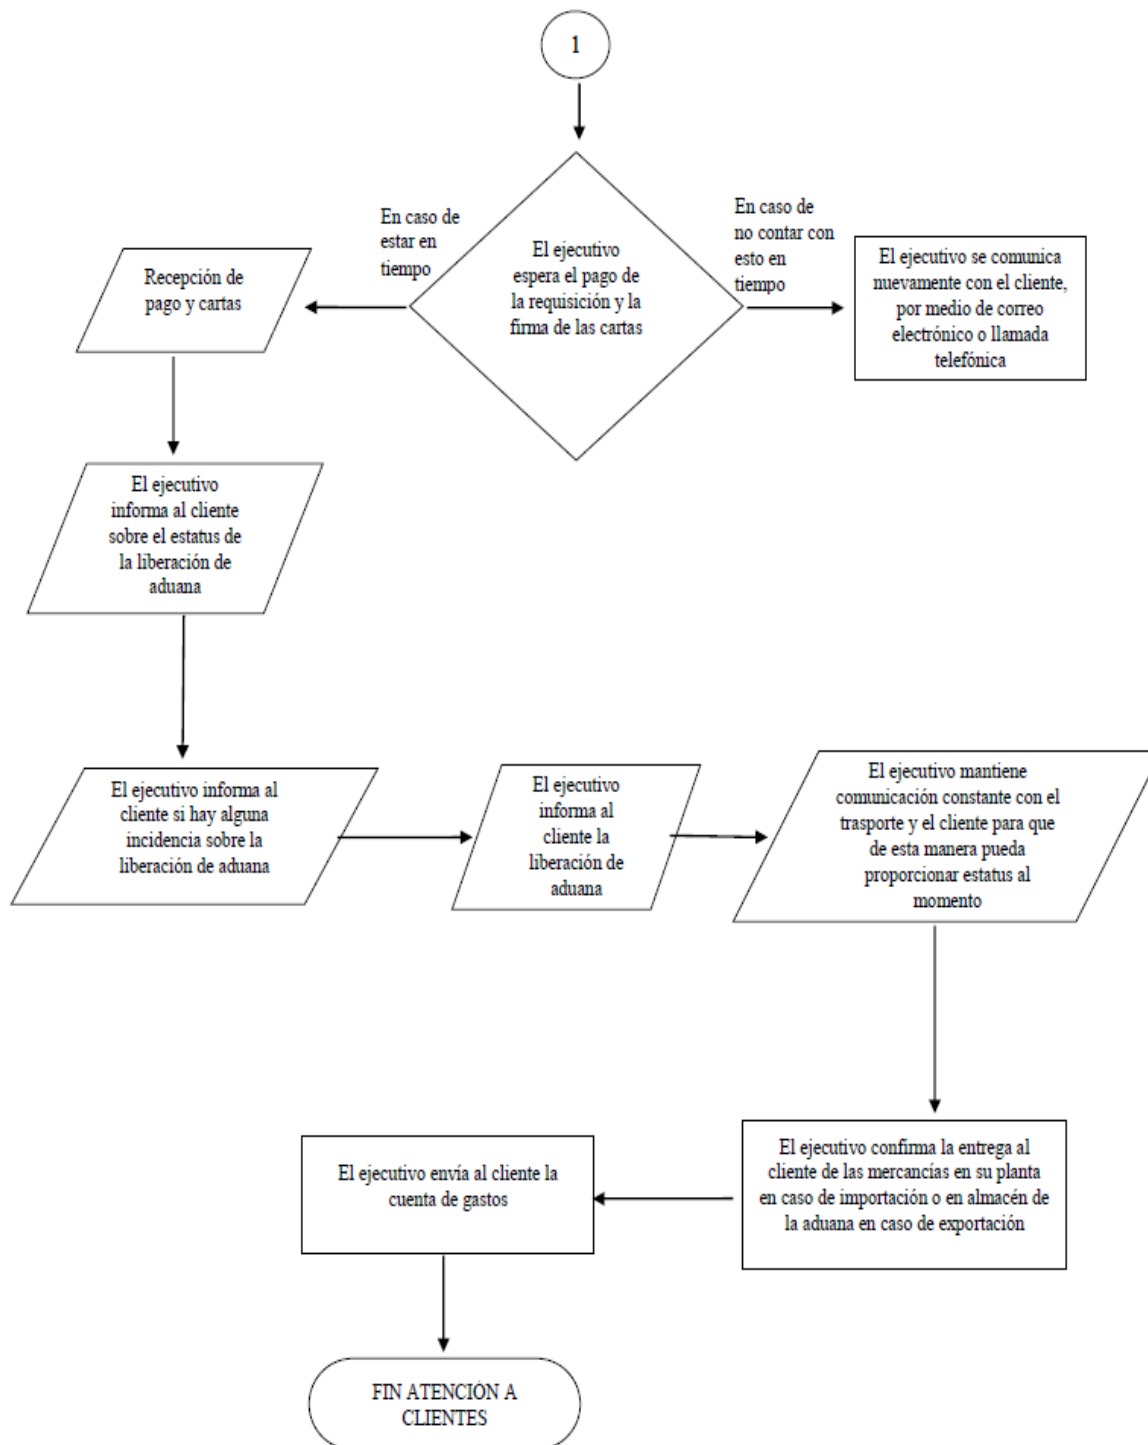 1
En caso de
estar en
tiempo
El ejecutivo
espera el pago de
la requisición y la
firma de las cartas
En caso de
no contar con
esto en
tiempo
El ejecutivo se comunica
nuevamente con el cliente,
por medio de correo
electrónico o llamada
telefónica
Recepción de
pago y cartas
El ejecutivo
informa al cliente
sobre el estatus de
la liberación de
aduana
El ejecutivo informa al
cliente si hay alguna
incidencia sobre la
liberación de aduana
El ejecutivo
informa al
cliente la
liberación de
aduana
El ejecutivo mantiene
comunicación constante con el
trasporte y el cliente para que
de esta manera pueda
proporcionar estatus al
momento
El ejecutivo confirma la entrega al
cliente de las mercancías en su planta
en caso de importación o en almacén de
la aduana en caso de exportación
El ejecutivo envía al cliente la
cuenta de gastos
FIN ATENCIÓN A
CLIENTES